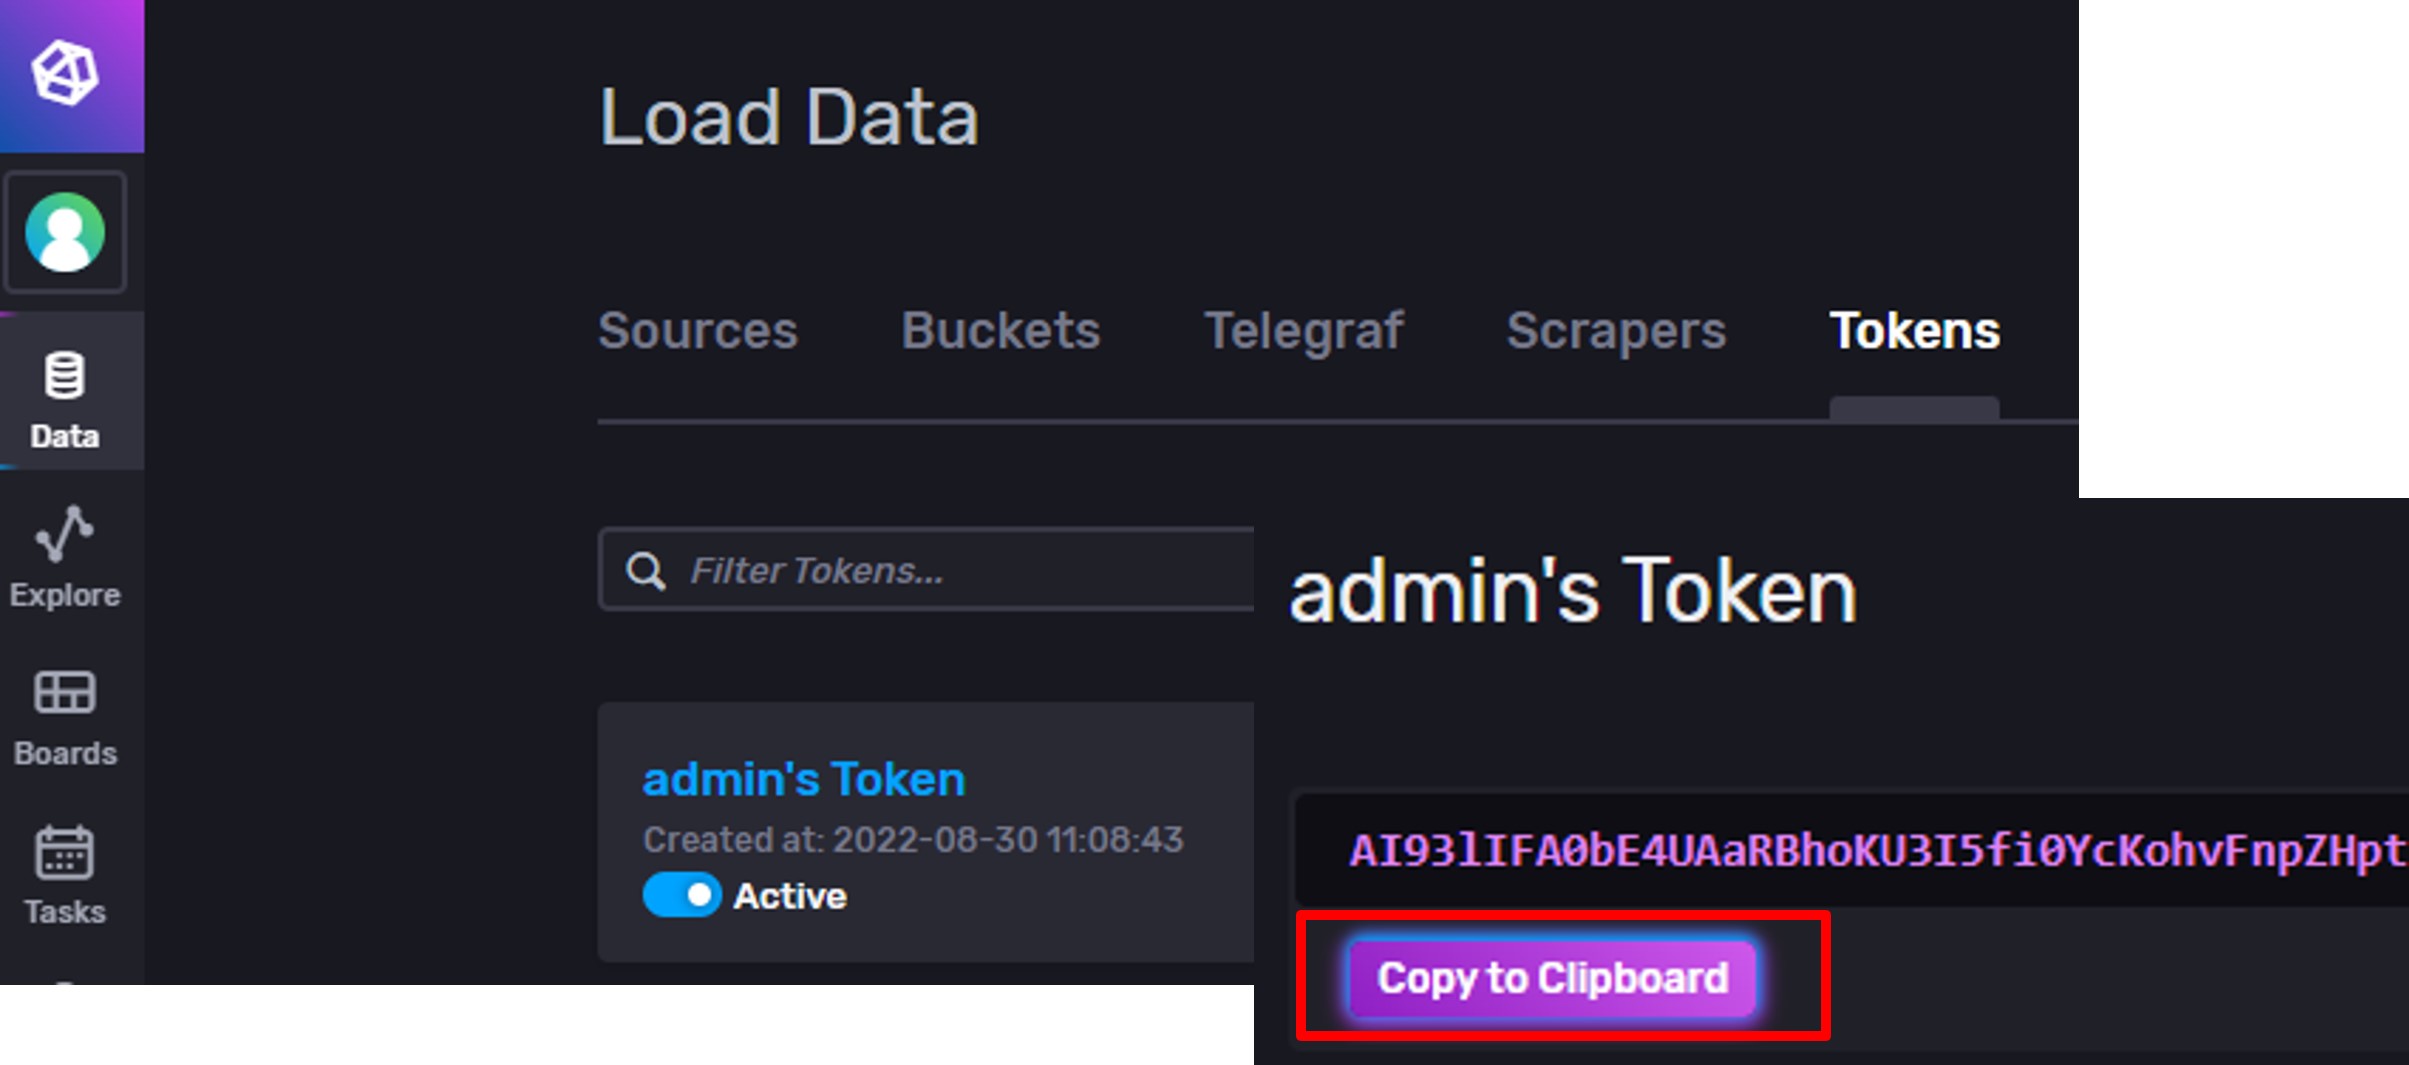 Load Data
Sources Buckets Telegraf Scrapers Tokens
Data
Explore
Boards
Tasks
Filter Tokens...
admin's Token
Created at: 2022-08-30 11:08:43
Active
admin's Token
AI93lIFA0bE4UAaRBhoKU3I5fi0YcKohvFnpZHpt
Copy to Clipboard